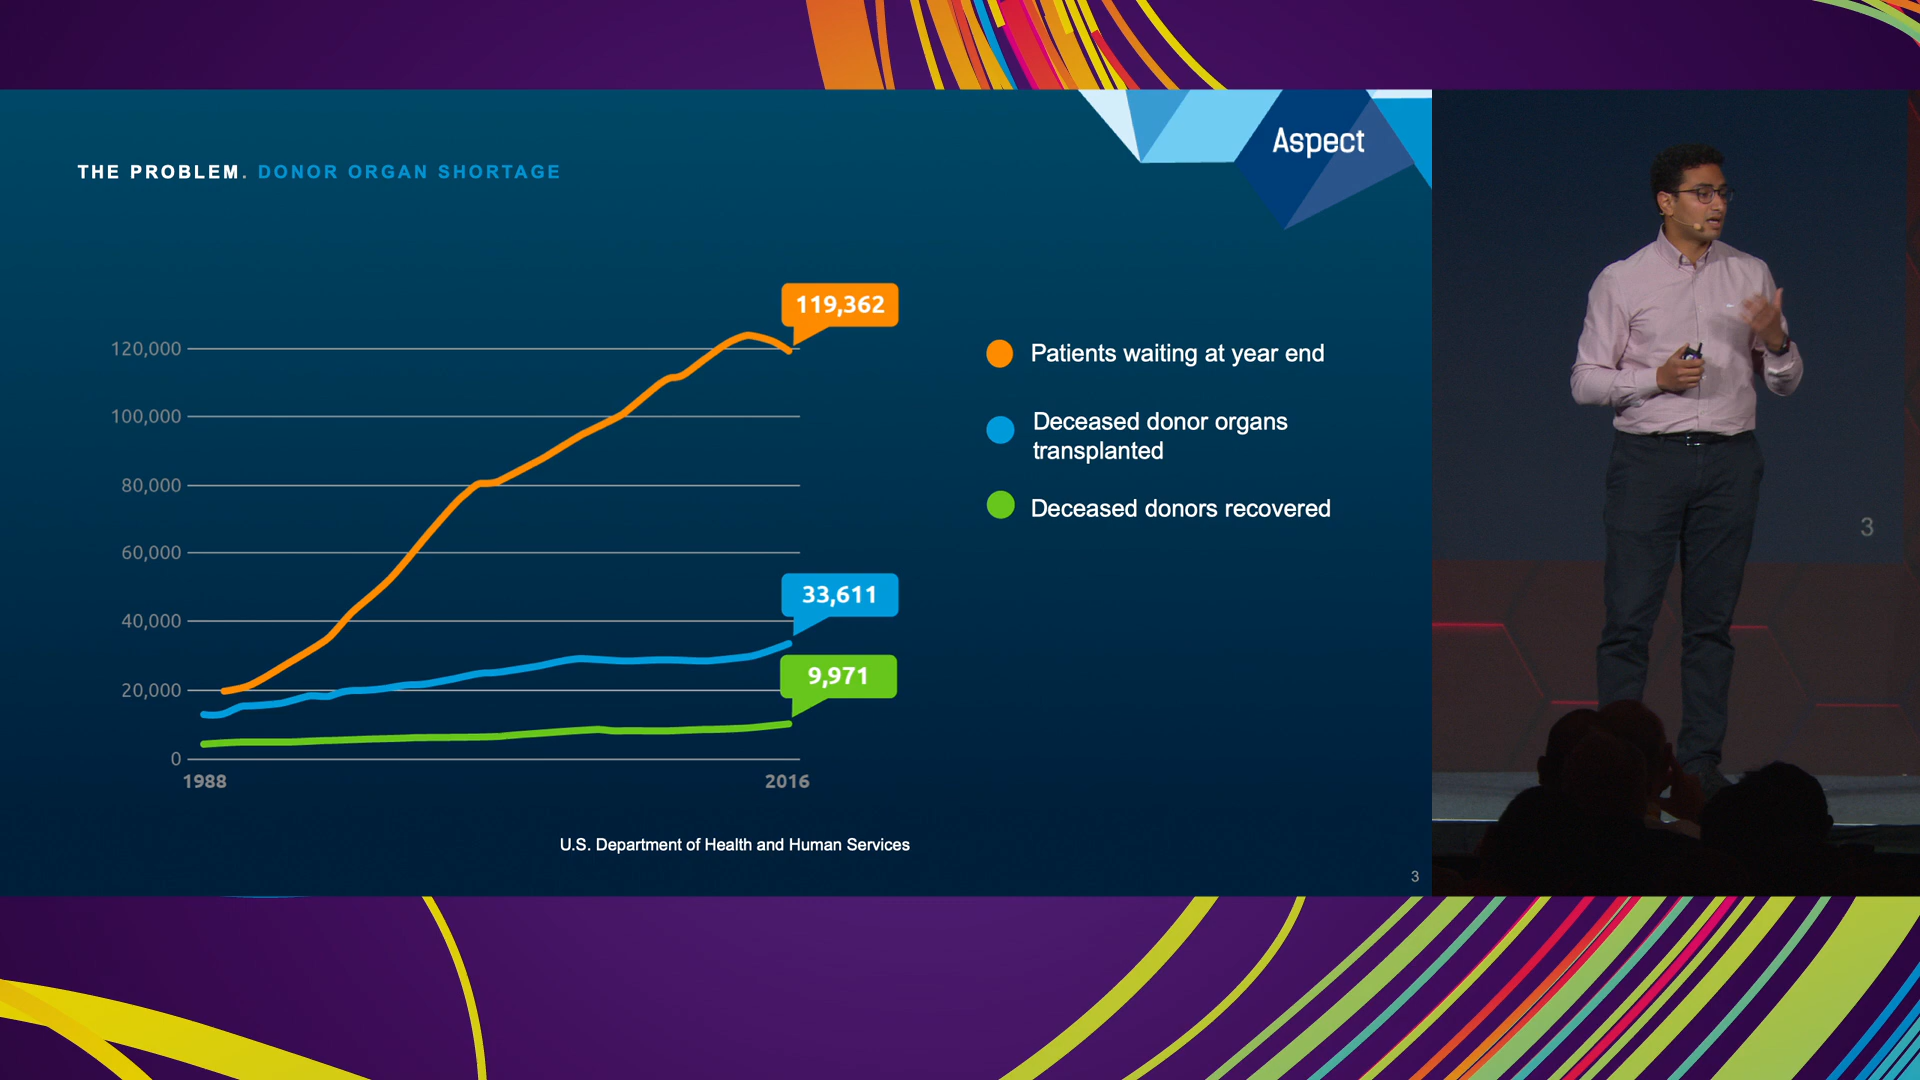 Aspect
THE PROBLEM. DONOR ORGAN SHORTAGE
119,362
120,000
100,000
80,000
60,000
40,000
20,000
0
33,611
9,971
1988
2016
Patients waiting at year end
Deceased donor organs
transplanted
Deceased donors recovered
U.S. Department of Health and Human Services
3
3